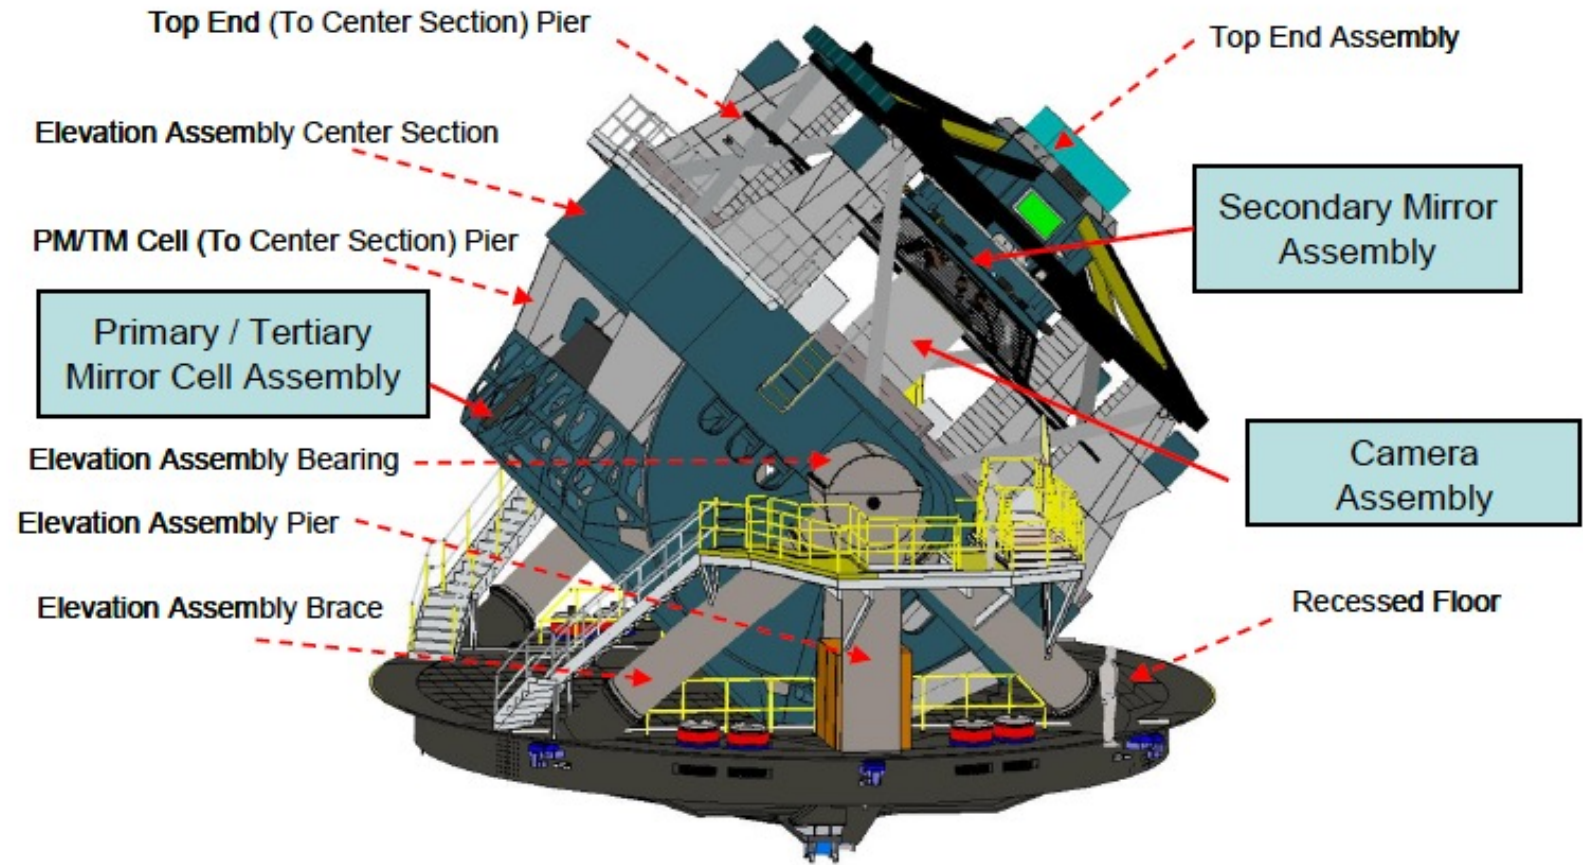 Top End (To Center Section) Pier
Top End Assembly
Elevation Assembly Center Section
Secondary Mirror
Assembly
PM/TM Cell (To Center Section) Pier
Primary / Tertiary
Mirror Cell Assembly
Elevation Assembly Bearing
Camera
Assembly
Elevation Assembly Pier
Elevation Assembly Brace
Recessed Floor